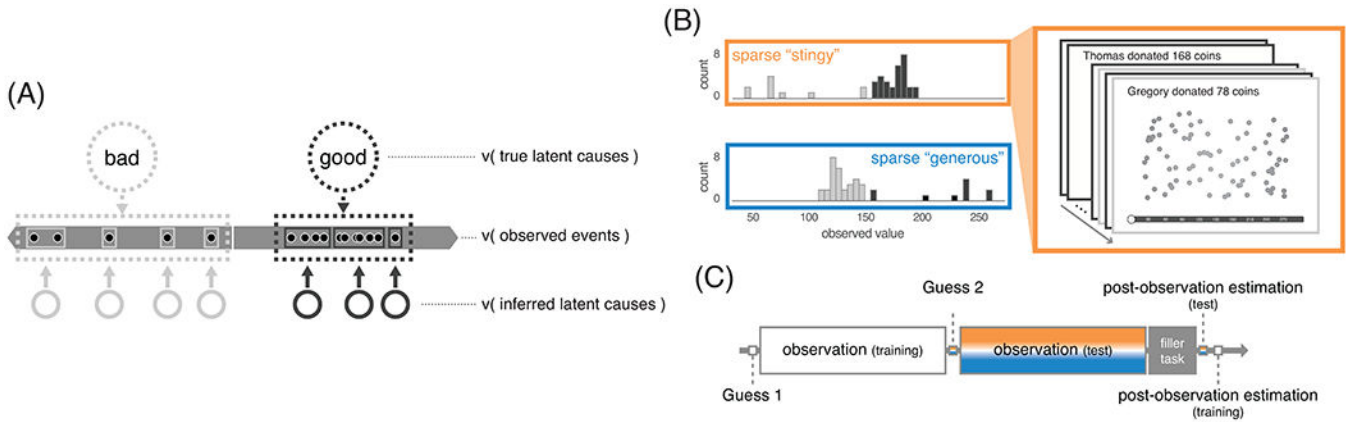 (A)
bad
good
v( true latent causes )
v( observed events )
v( inferred latent causes )
(B)
8
count
0
sparse "stingy"
8
count
0
sparse "generous"
50
100
150
200
250
observed value
Thomas donated 168 coins
Gregory donated 78 coins
(C)
Guess 2
post-observation estimation
(test)
observation (training)
observation (test)
filler
task
Guess 1
post-observation estimation
(training)